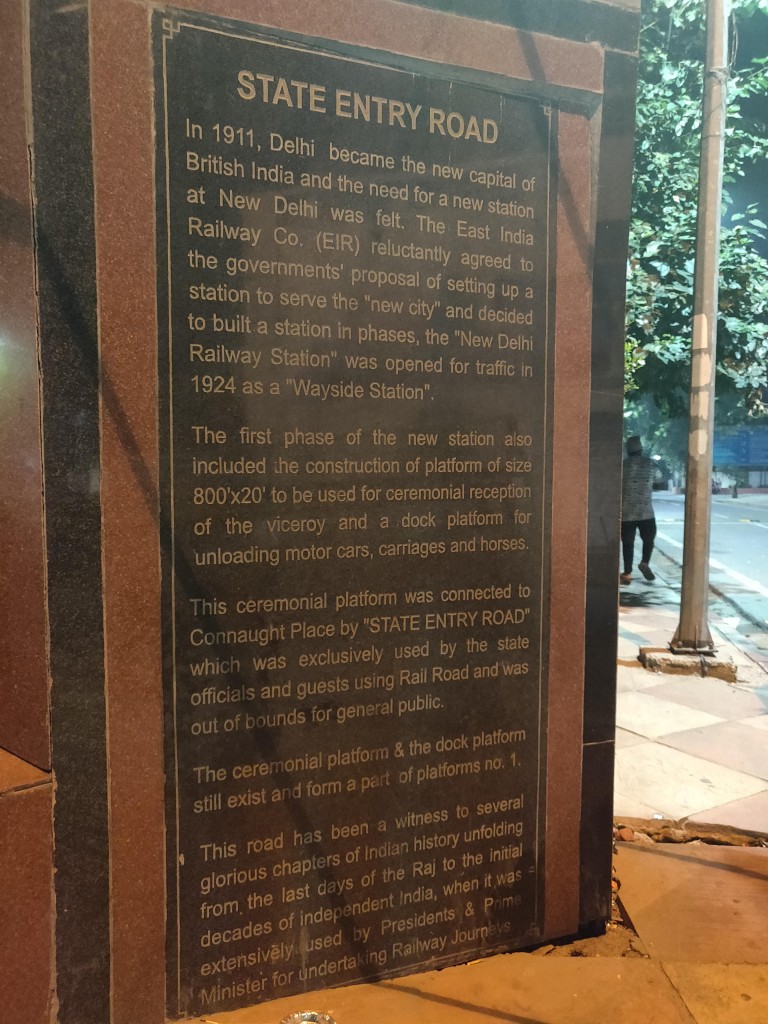 STATE ENTRY ROAD
In 1911, Delhi became the new capital of
British India and the need for a new station
at New Delhi was felt. The East India
Railway Co. (EIR) reluctantly agreed to
the governments' proposal of setting up a
station to serve the "new city" and decided
to built a station in phases, the "New Delhi
Railway Station" was opened for traffic in
1924 as a "Wayside Station".
The first phase of the new station also
included the construction of platform of size
800'x20' to be used for ceremonial reception
of the viceroy and a dock platform for
unloading motor cars, carriages and horses.
This ceremonial platform was connected to
Connaught Place by "STATE ENTRY ROAD"
which was exclusively used by the state
officials and guests using Rail Road and was
out of bounds for general public.
The ceremonial platform & the dock platform
still exist and form a part of platforms no. 1.
This road has been a witness to several
glorious chapters of Indian history unfolding
from the last days of the Raj to the initial
decades of independent India, when it was
extensively used by Presidents & Prime
Minister for undertaking Railway Journeys